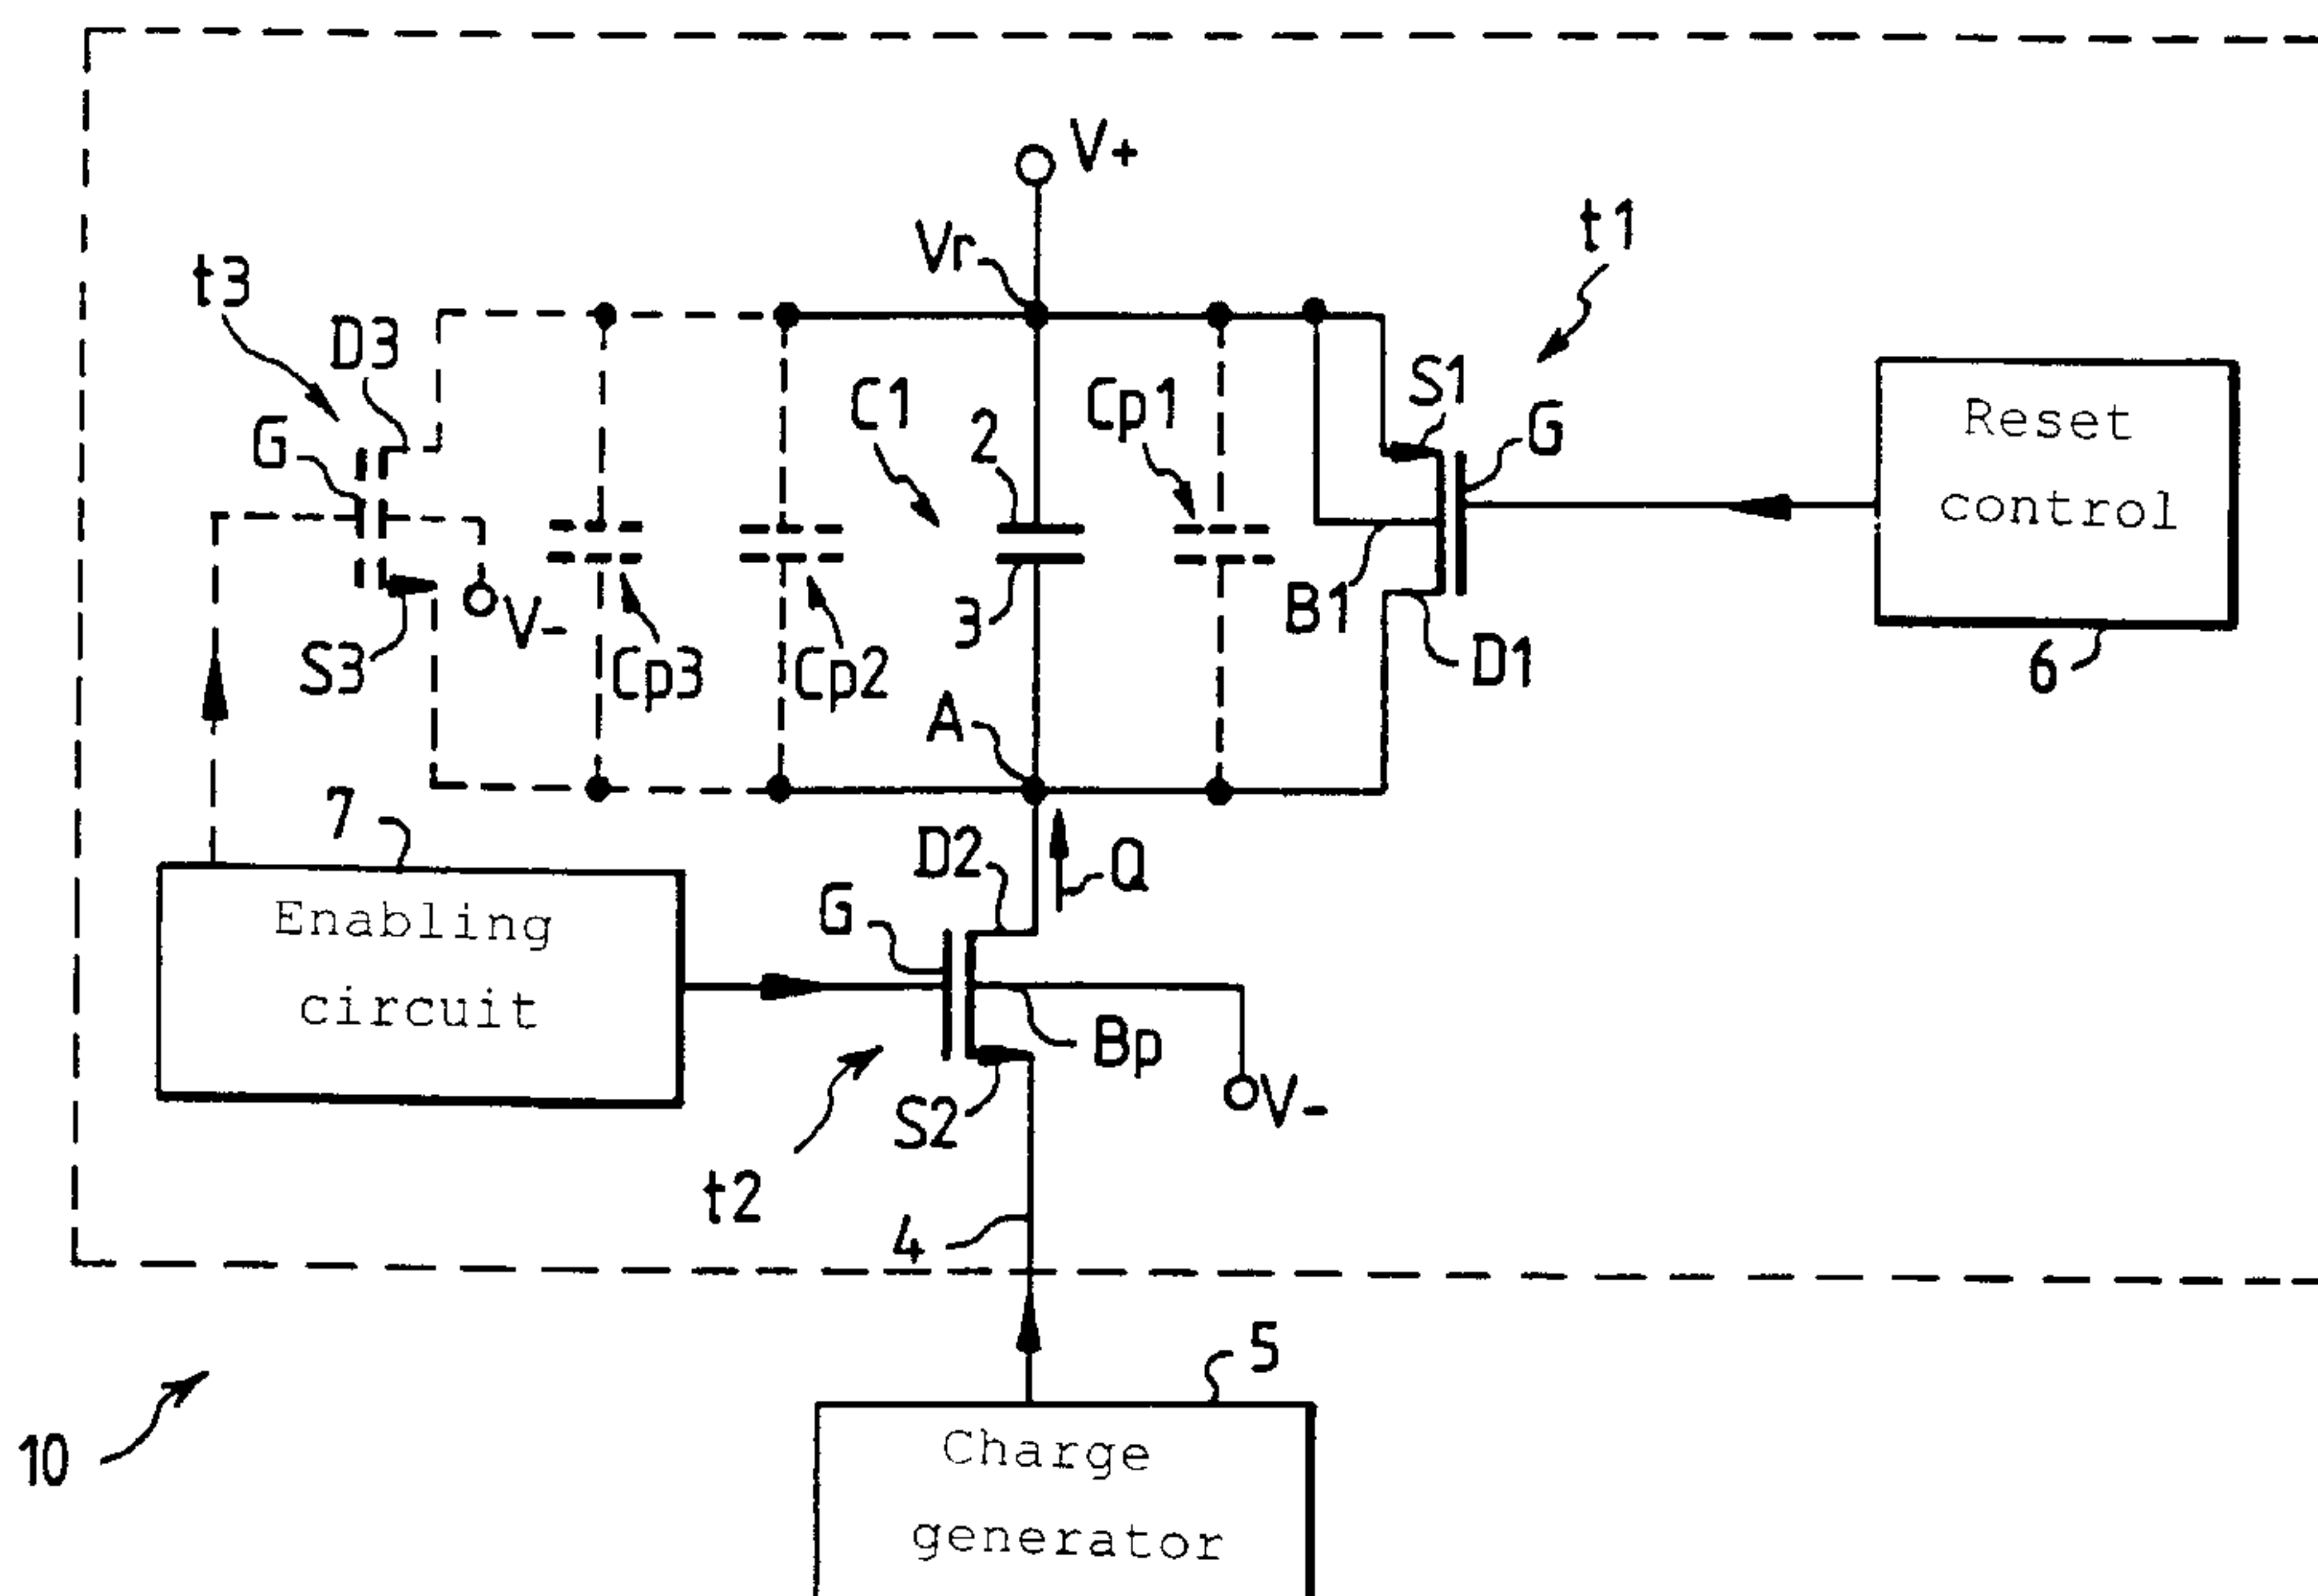 V+
Vr
t1
t3
D3
C1
Cp1
S1
G
Reset
control
G
2
B1
V-
3
S3
Cp3
Cp2
D1
6
A
7
D2
Q
G
Enabling
circuit
Bp
V-
S2
t2
4
5
10
Charge
generator